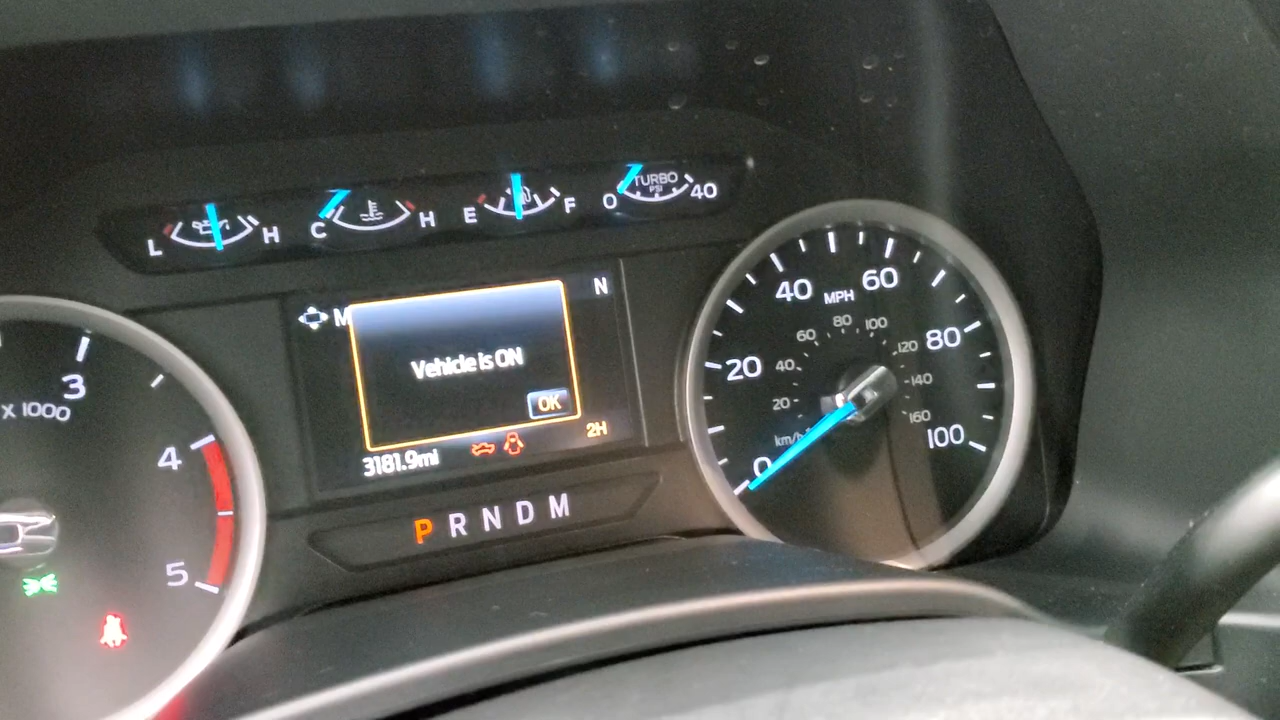 L H C H E F TURBO PSI 0 40
N
M
Vehicle is ON
OK
3181.9mi
2H
P R N D M
3
X 1000
4
5
0 20 40 60 80 100
MPH
20 40 60 80 100 120 140 160
km/h